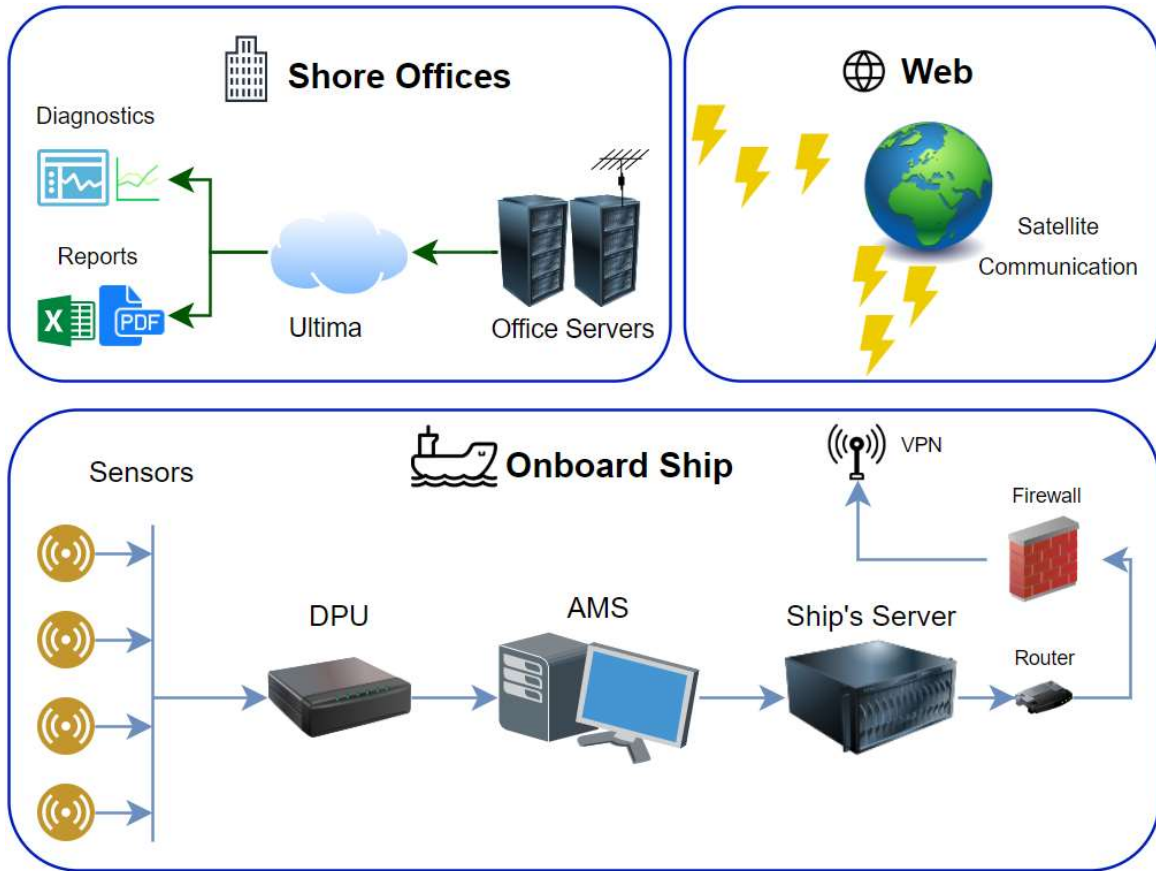 Shore Offices
Diagnostics
Reports
X
PDF
Ultima
Office Servers
Web
Satellite
Communication
Onboard Ship
Sensors
VPN
Firewall
DPU
AMS
Ship's Server
Router